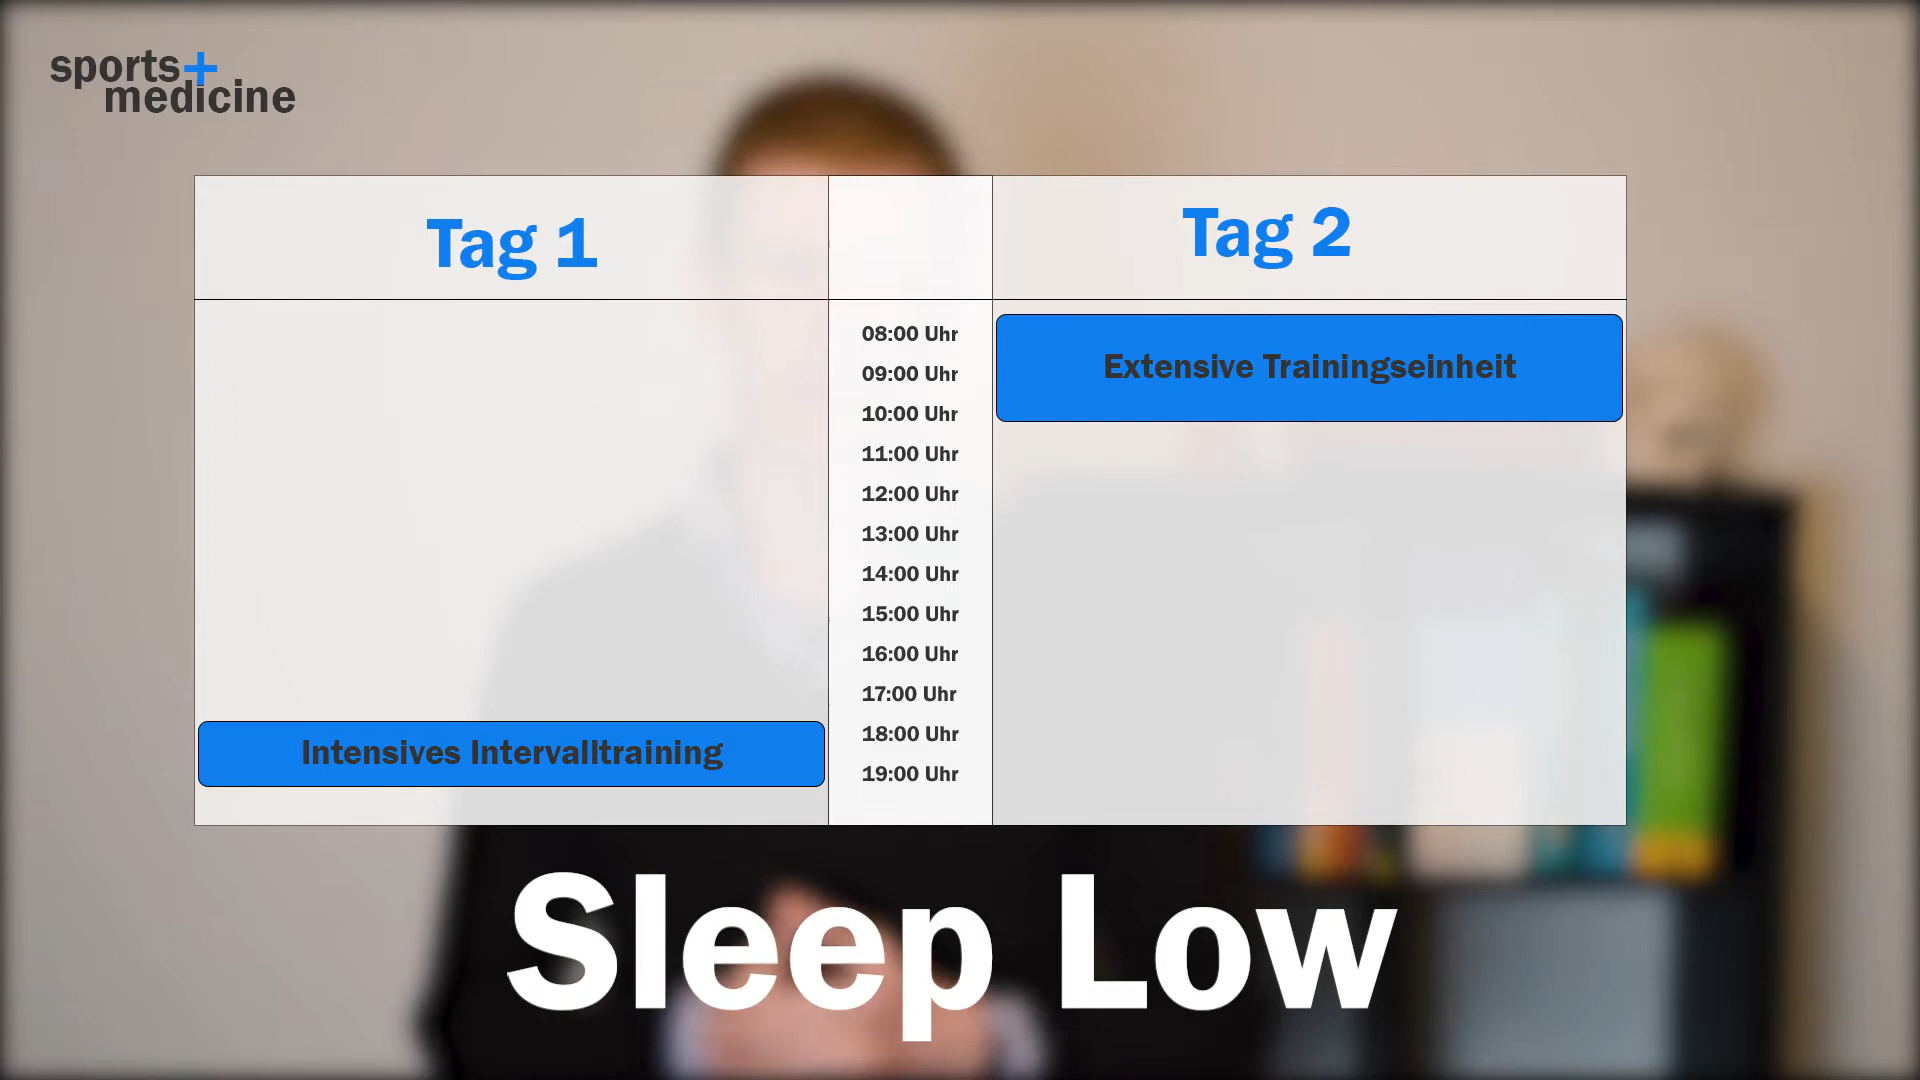 sports+
medicine
Tag 1
Tag 2
08:00 Uhr
Extensive Trainingseinheit
09:00 Uhr
10:00 Uhr
11:00 Uhr
12:00 Uhr
13:00 Uhr
14:00 Uhr
15:00 Uhr
16:00 Uhr
17:00 Uhr
Intensives Intervalltraining
18:00 Uhr
19:00 Uhr
Sleep Low